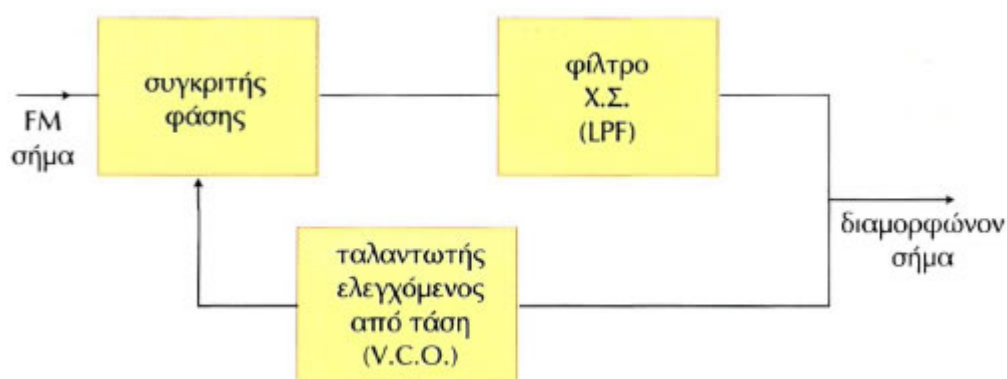 συγκριτής
φάσης
φίλτρο
Χ.Σ.
(LPF)
FM
σήμα
διαμορφώνον
σήμα
ταλαντωτής
ελεγχόμενος
από τάση
(V.C.O.)